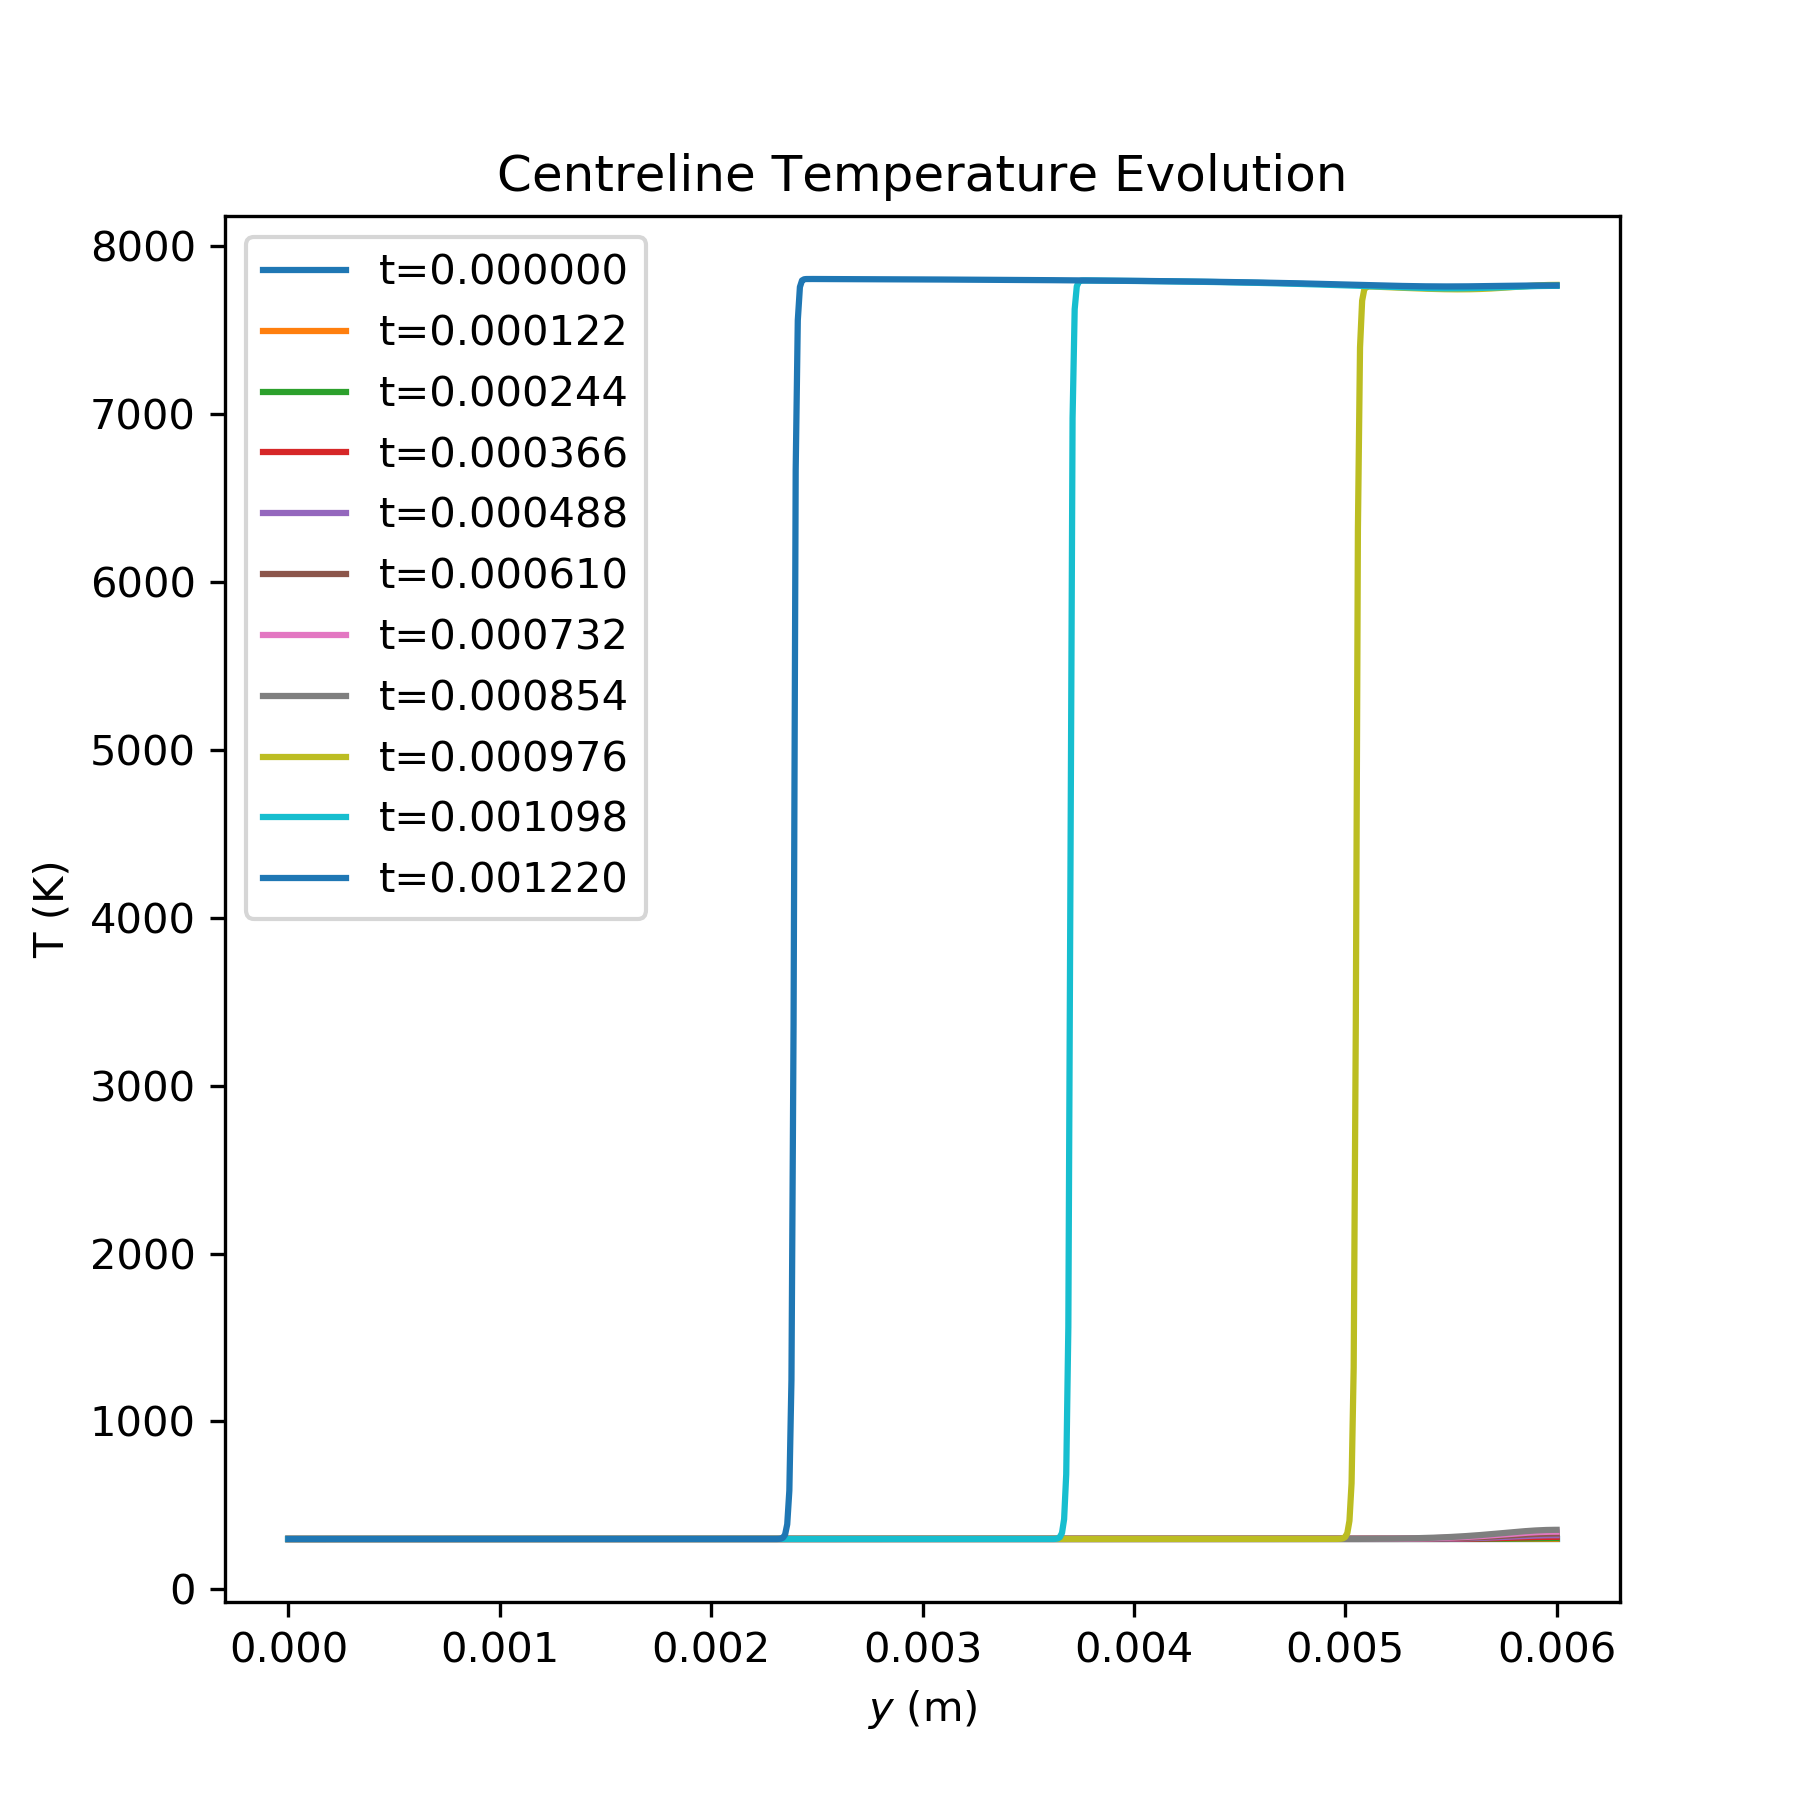 Centreline Temperature Evolution
8000
7000
6000
5000
4000
3000
2000
1000
0
T (K)
t=0.000000
t=0.000122
t=0.000244
t=0.000366
t=0.000488
t=0.000610
t=0.000732
t=0.000854
t=0.000976
t=0.001098
t=0.001220
0.000 0.001 0.002 0.003 0.004 0.005 0.006
y (m)